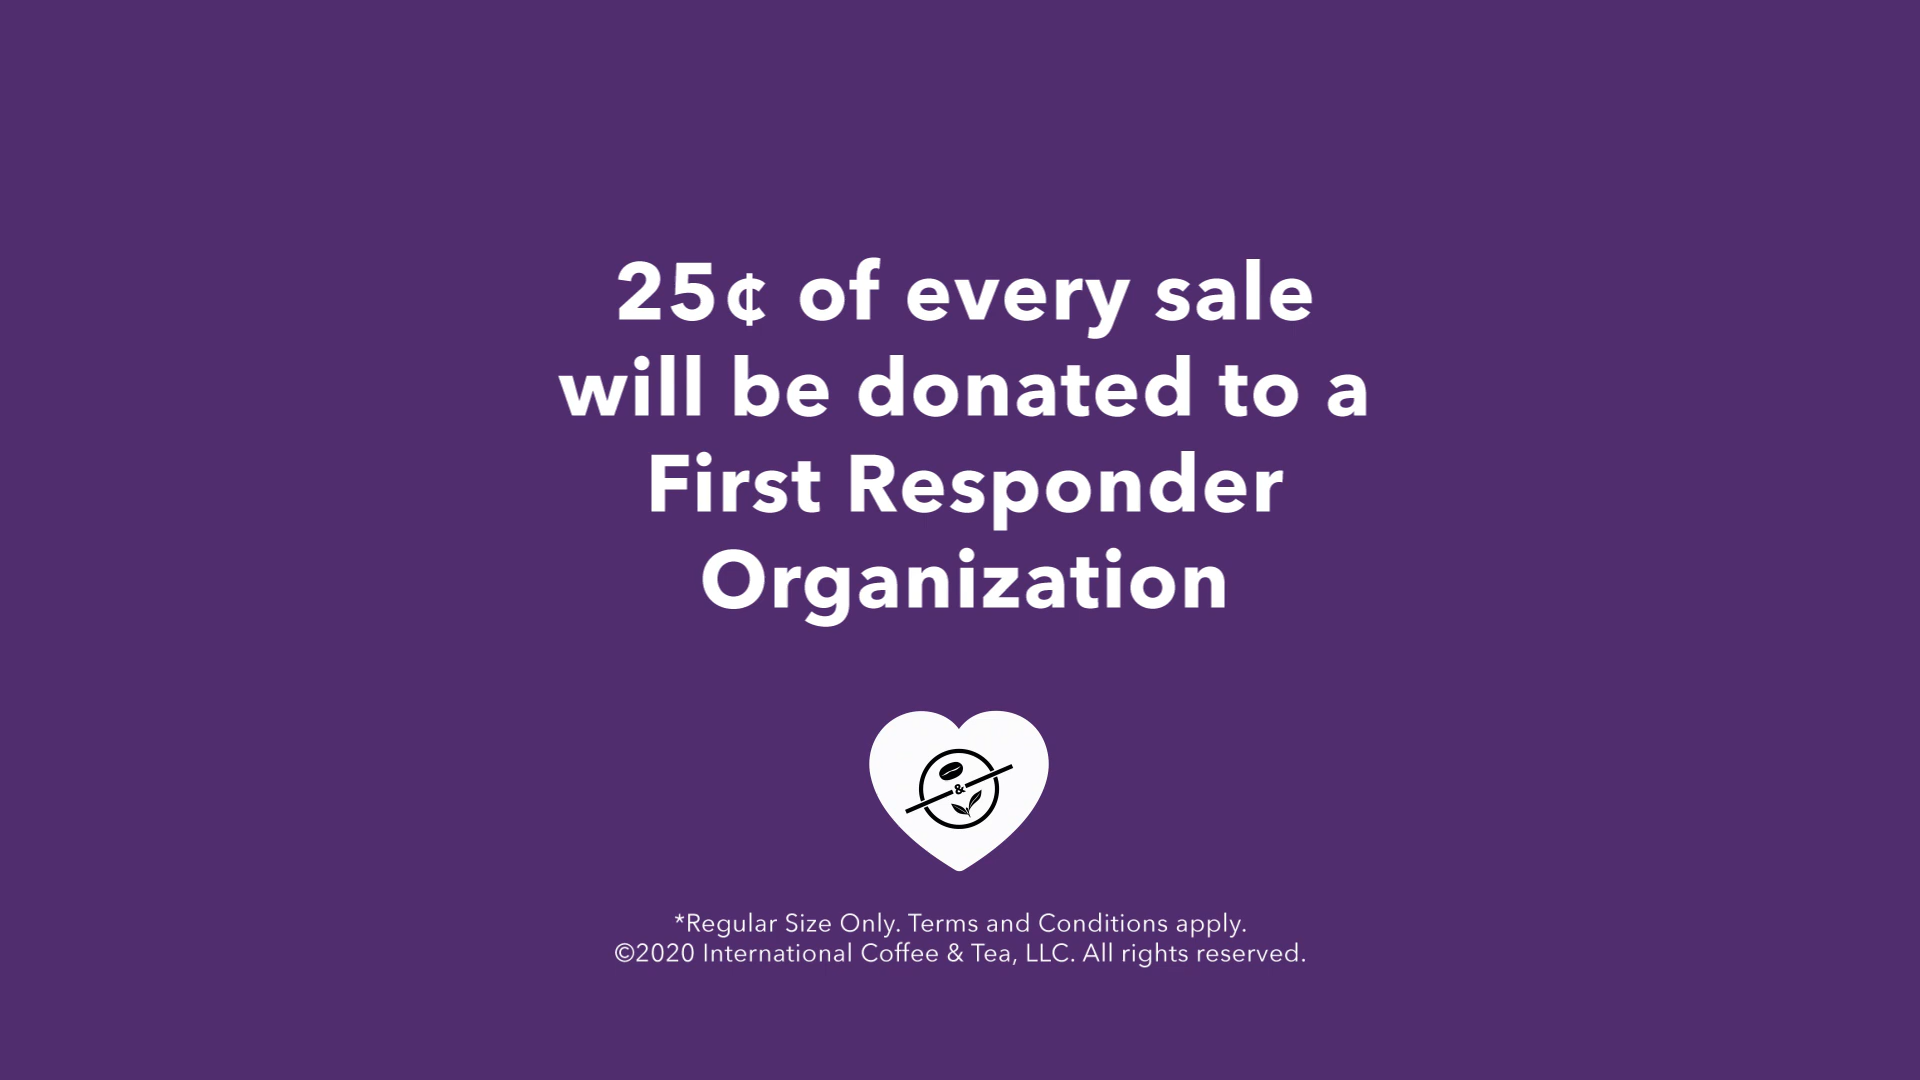 25¢ of every sale
will be donated to a
First Responder
Organization
&
*Regular Size Only. Terms and Conditions apply.
©2020 International Coffee & Tea, LLC. All rights reserved.